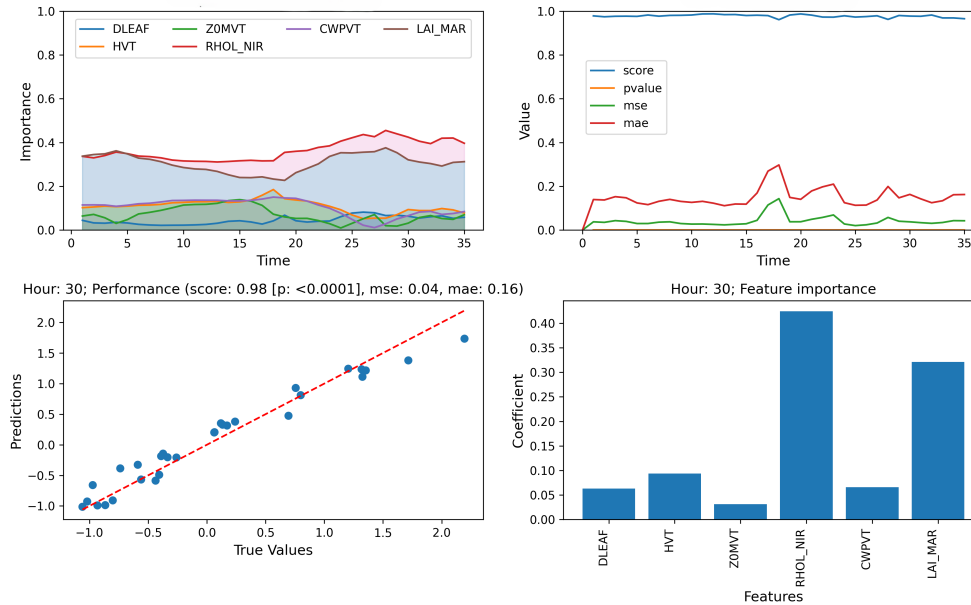 DLEAF
HVT
Z0MVT
RHOL_NIR
CWPVT
LAI_MAR
1.0
0.8
0.6
0.4
0.2
0.0
Importance
0 5 10 15 20 25 30 35
Time
score
pvalue
mse
mae
1.0
0.8
0.6
0.4
0.2
0.0
Value
0 5 10 15 20 25 30 35
Time
Hour: 30; Performance (score: 0.98 [p: <0.0001], mse: 0.04, mae: 0.16)
2.0
1.5
1.0
0.5
0.0
−0.5
−1.0
Predictions
−1.0 −0.5 0.0 0.5 1.0 1.5 2.0
True Values
Hour: 30; Feature importance
0.40
0.35
0.30
0.25
0.20
0.15
0.10
0.05
0.00
Coefficient
DLEAF
HVT
Z0MVT
RHOL_NIR
CWPVT
LAI_MAR
Features